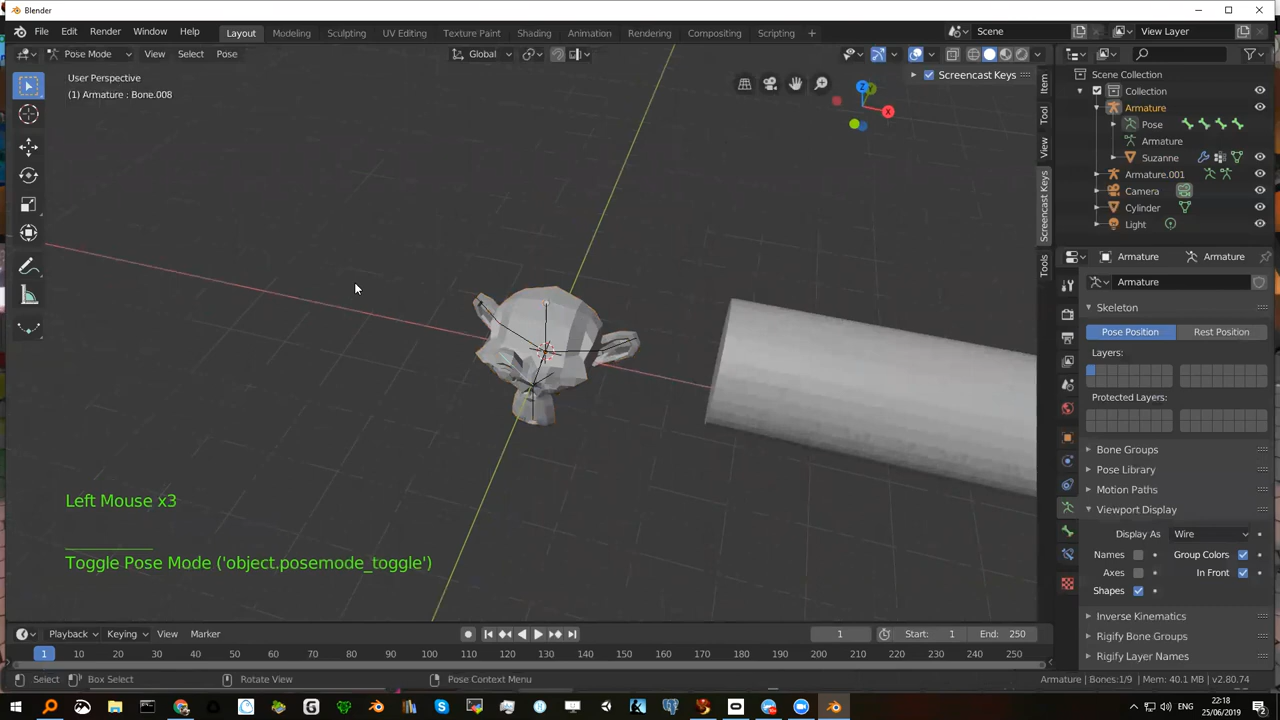 Blender
File Edit Render Window Help
Layout Modeling Sculpting UV Editing Texture Paint Shading Animation Rendering Compositing Scripting +
Scene
View Layer
Pose Mode View Select Pose
Global
User Perspective
(1) Armature : Bone.008
Screencast Keys
Z
Y
X
Item
Tool
View
Screencast Keys
Tools
Scene Collection
Collection
Armature
Pose
Armature
Suzanne
Armature.001
Camera
Cylinder
Light
Armature Armature
Armature
Skeleton
Pose Position Rest Position
Layers:
Protected Layers:
Bone Groups
Pose Library
Motion Paths
Viewport Display
Display As Wire
Names Group Colors
Axes In Front
Shapes
Inverse Kinematics
Rigify Bone Groups
Rigify Layer Names
Left Mouse x3
Toggle Pose Mode ('object.posemode_toggle')
Playback Keying View Marker
1 Start: 1 End: 250
1 10 20 30 40 50 60 70 80 90 100 110 120 130 140 150 160 170 180 190 200 210 220 230 240 250
Select Box Select Rotate View Pose Context Menu
Armature | Bones:1/9 | Mem: 40.1 MB | v2.80.74
ENG
22:18
25/06/2019